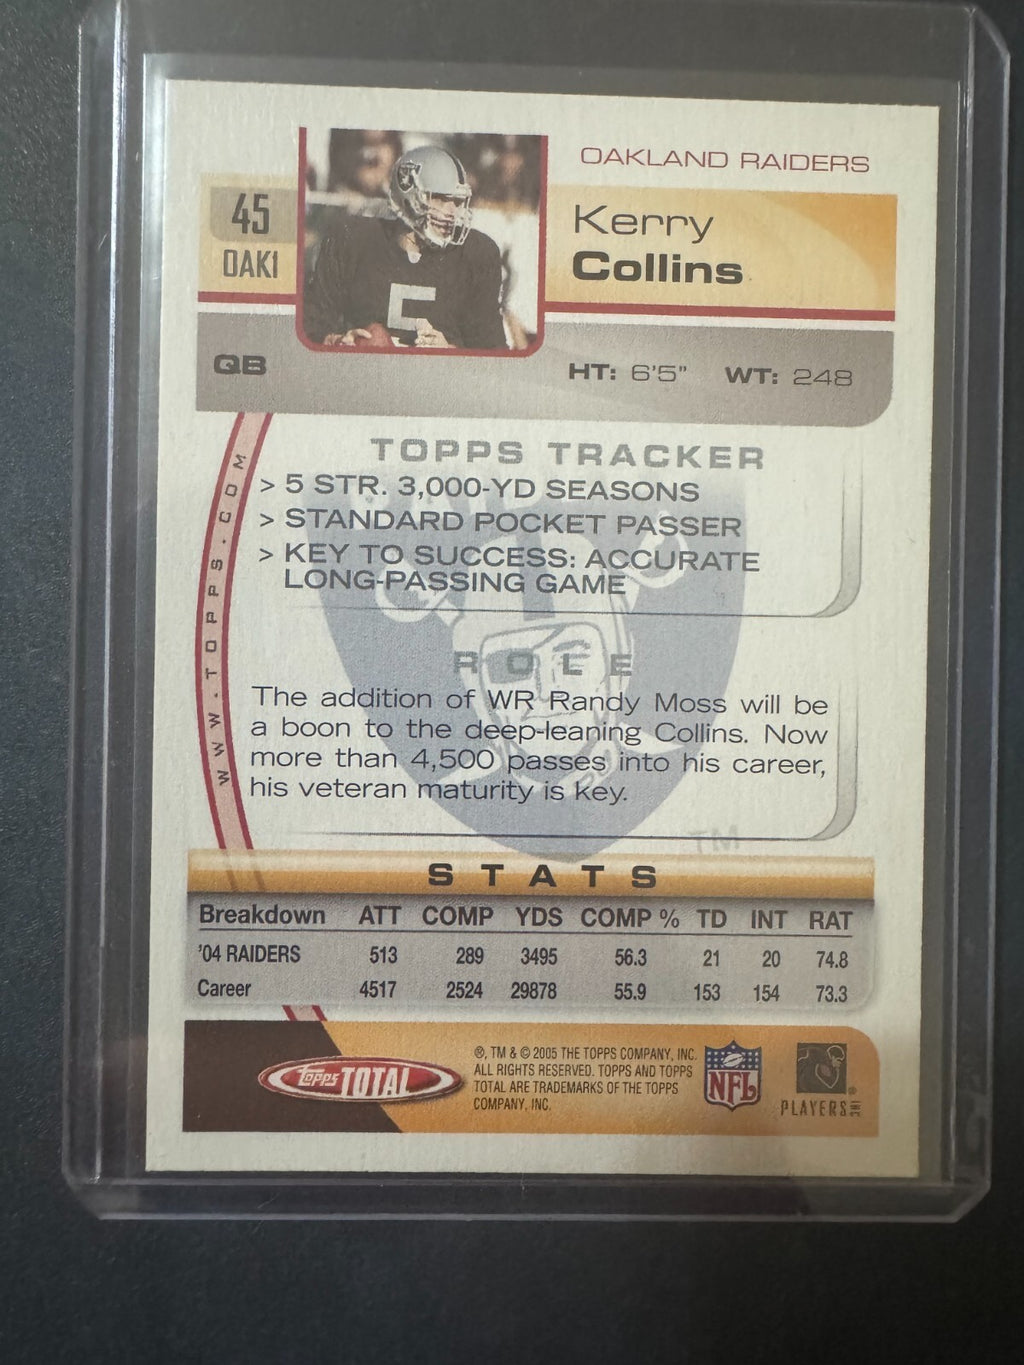 OAKLAND RAIDERS
45
OAK1
Kerry
Collins
5
QB
HT: 6'5" WT: 248
WWW.TOPPS.COM
TOPPS TRACKER
> 5 STR. 3,000-YD SEASONS
> STANDARD POCKET PASSER
> KEY TO SUCCESS: ACCURATE
LONG-PASSING GAME
ROLE
The addition of WR Randy Moss will be
a boon to the deep-leaning Collins. Now
more than 4,500 passes into his career,
his veteran maturity is key.
TM
STATS
Breakdown ATT COMP YDS COMP % TD INT RAT
'04 RAIDERS 513 289 3495 56.3 21 20 74.8
Career 4517 2524 29878 55.9 153 154 73.3
Topps TOTAL
®, TM & © 2005 THE TOPPS COMPANY, INC.
ALL RIGHTS RESERVED. TOPPS AND TOPPS
TOTAL ARE TRADEMARKS OF THE TOPPS
COMPANY, INC.
NFL
PLAYERS INC
®